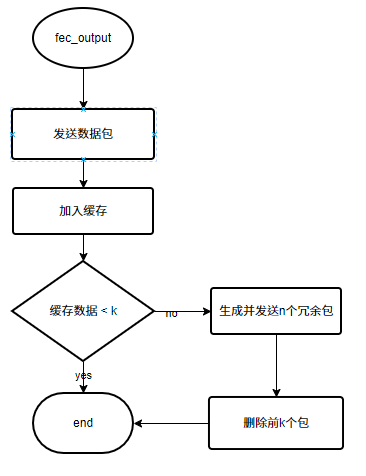 fec_output
发送数据包
加入缓存
缓存数据 < k
no
生成并发送n个冗余包
yes
end
删除前k个包